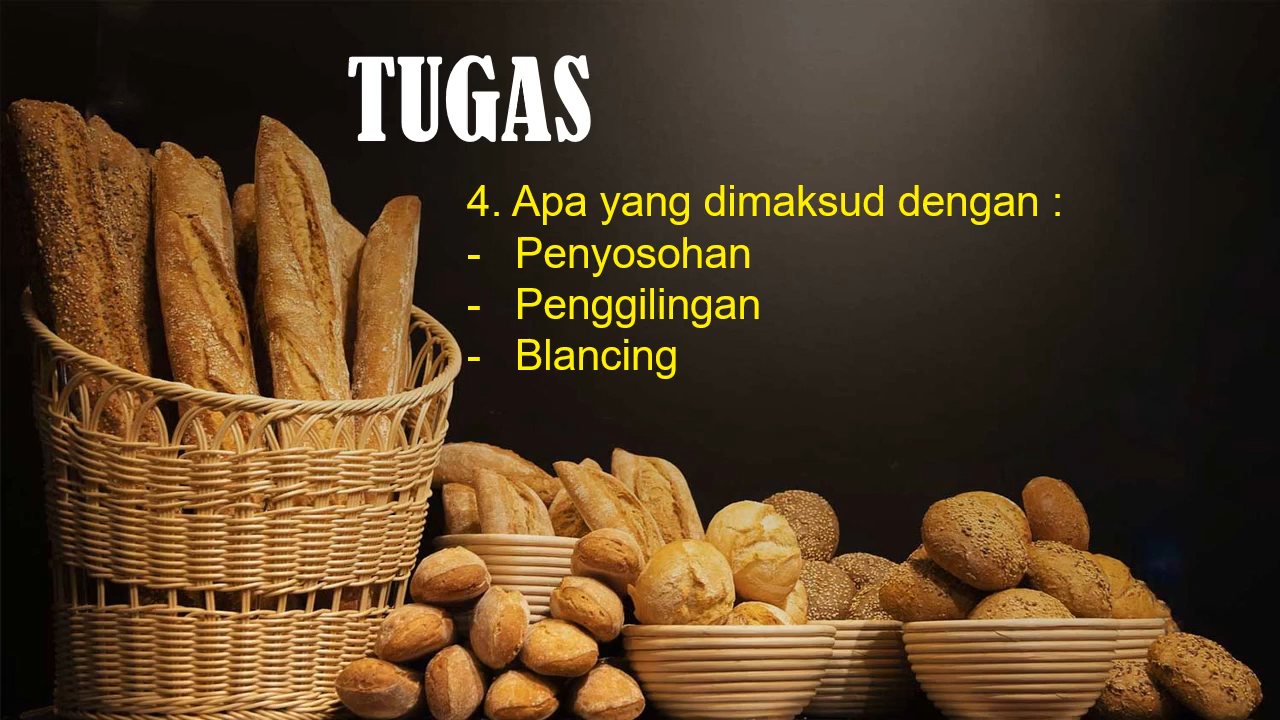 TUGAS
4. Apa yang dimaksud dengan :
- Penyosohan
- Penggilingan
- Blancing